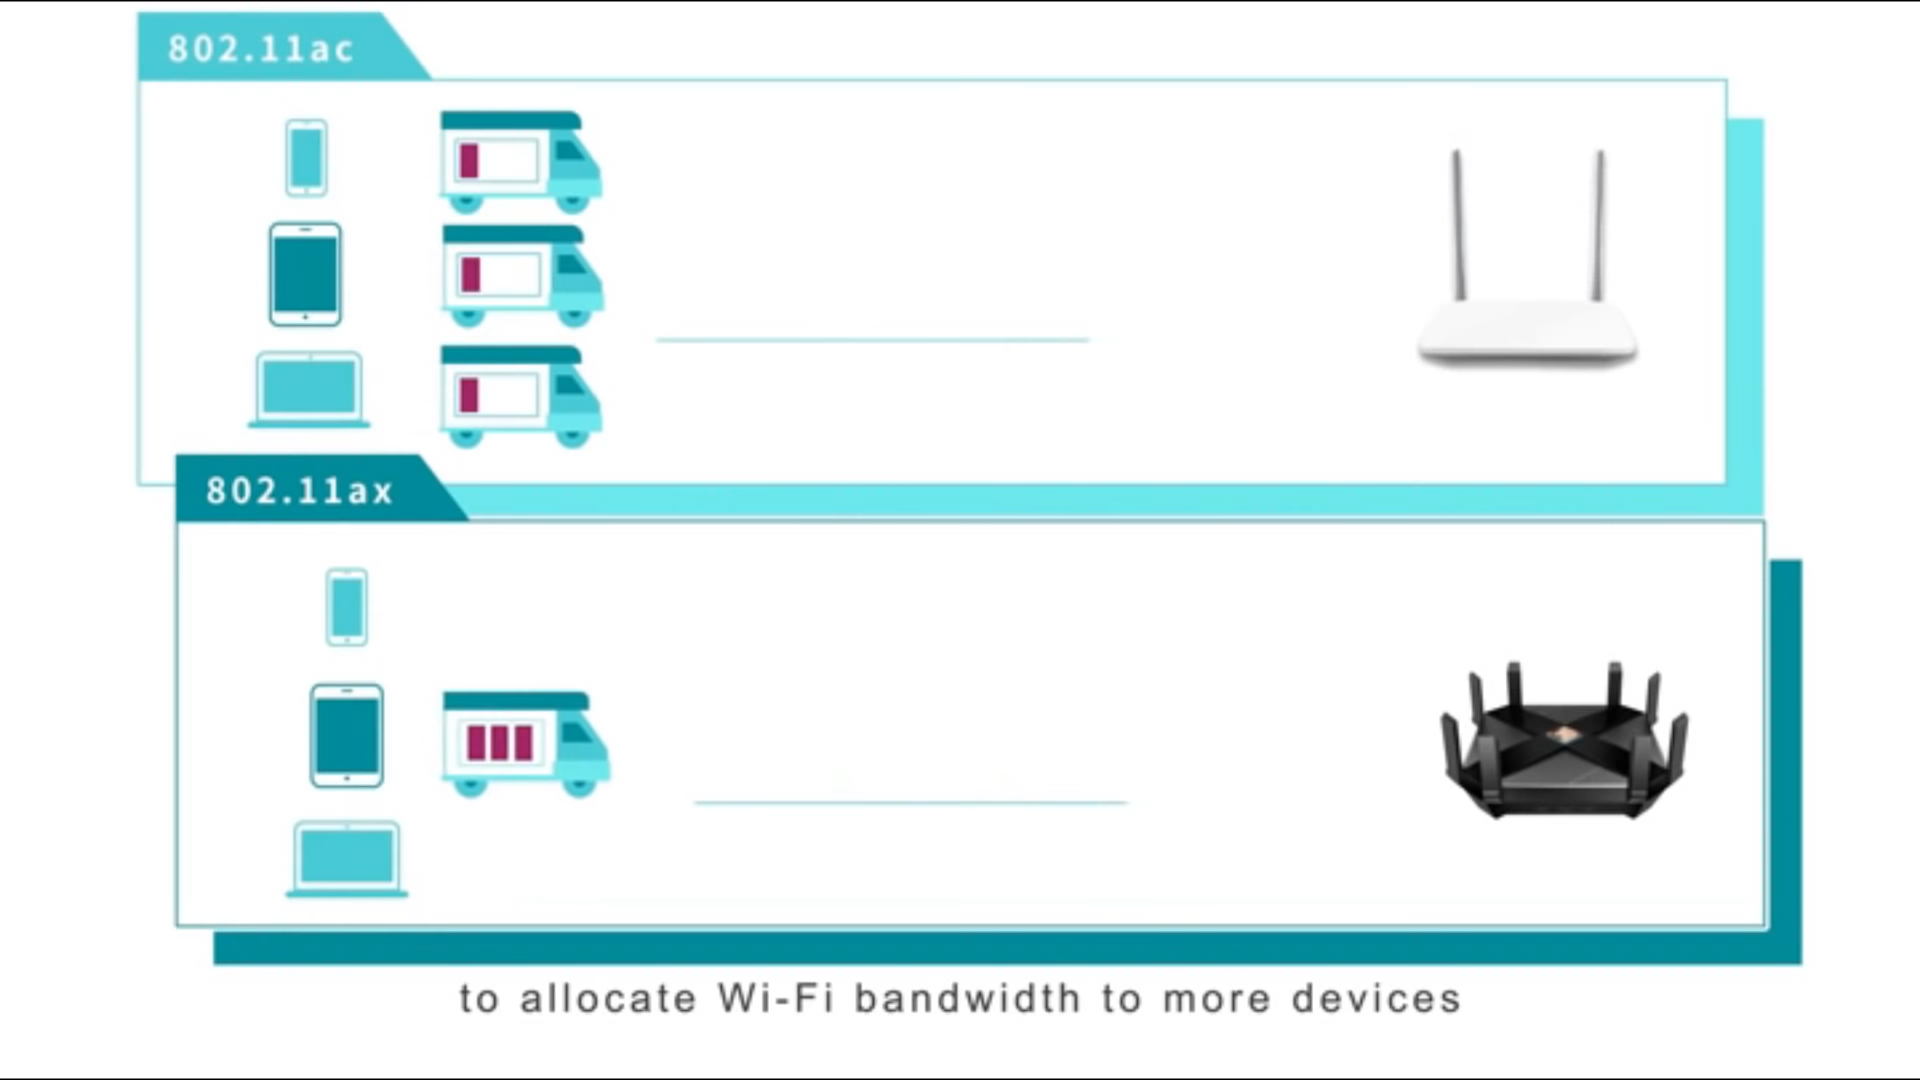 802.11ac
802.11ax
to allocate Wi-Fi bandwidth to more devices